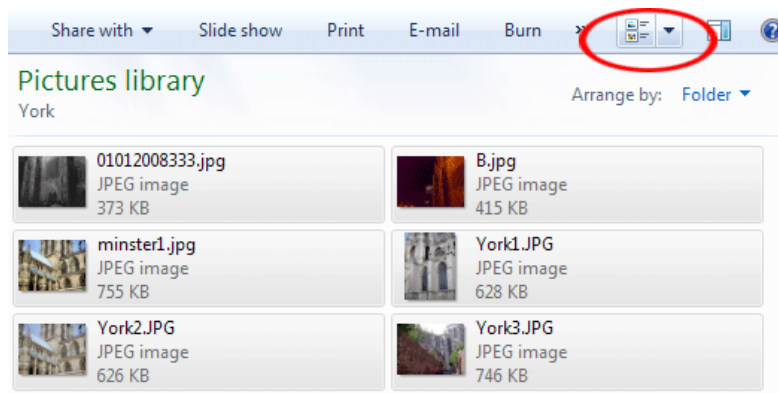 Share with Slide show Print E-mail Burn »
Pictures library
York
Arrange by: Folder
01012008333.jpg
JPEG image
373 KB
B.jpg
JPEG image
415 KB
minster1.jpg
JPEG image
755 KB
York1.JPG
JPEG image
628 KB
York2.JPG
JPEG image
626 KB
York3.JPG
JPEG image
746 KB